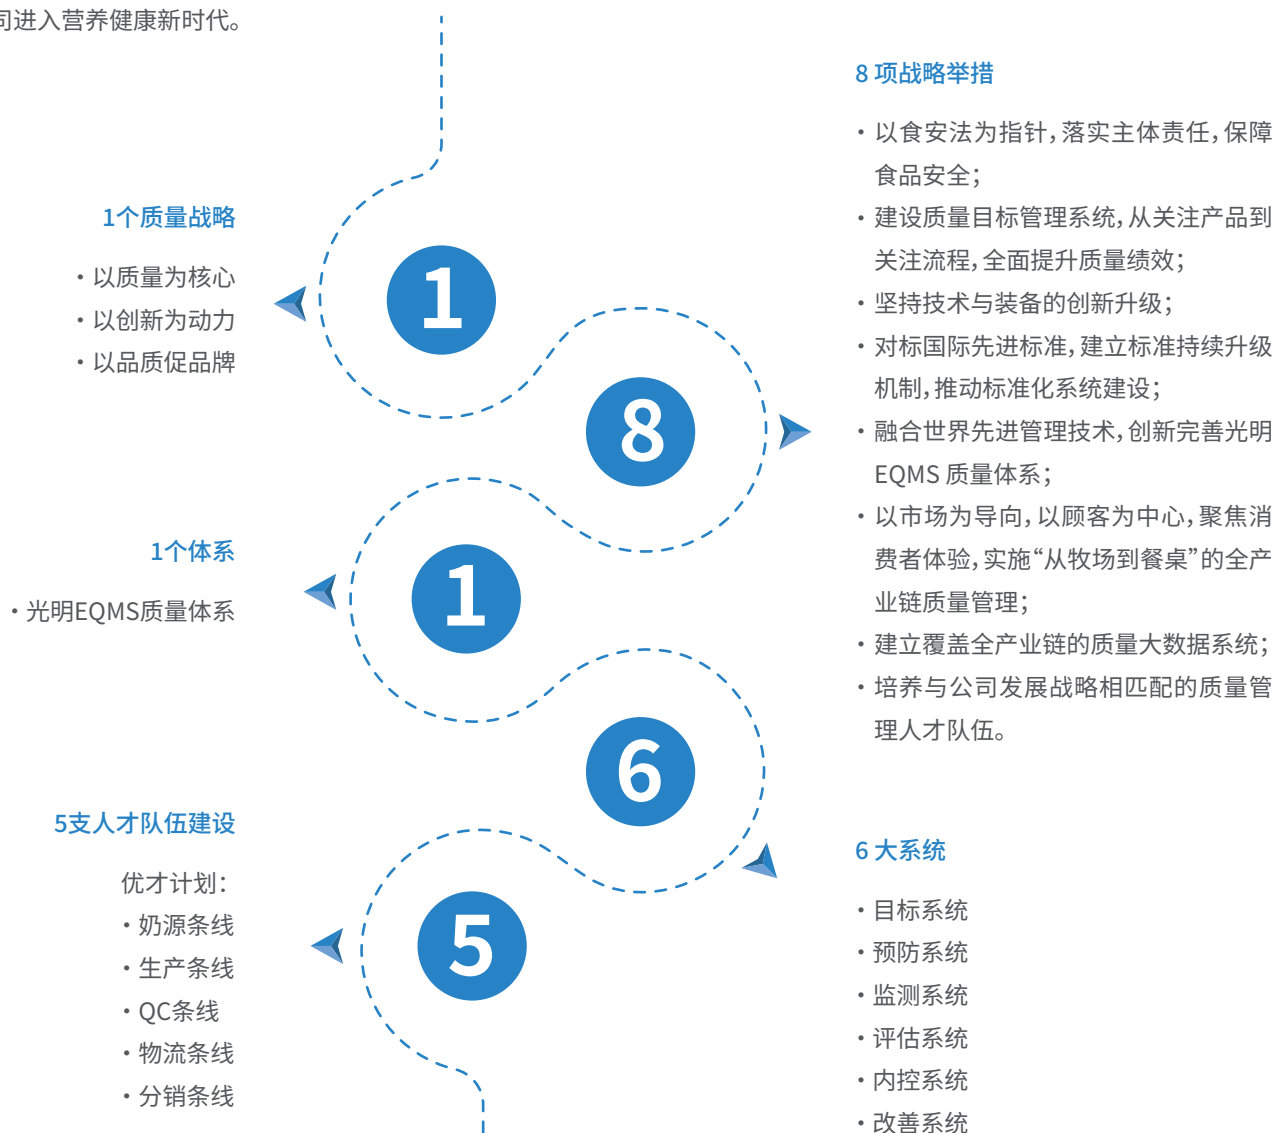 司进入营养健康新时代。
1个质量战略
・以质量为核心
・以创新为动力
・以品质促品牌
1
8
8 项战略举措
・以食安法为指针，落实主体责任，保障
食品安全；
・建设质量目标管理系统，从关注产品到
关注流程，全面提升质量绩效；
・坚持技术与装备的创新升级；
・对标国际先进标准，建立标准持续升级
机制，推动标准化系统建设；
・融合世界先进管理技术，创新完善光明
EQMS 质量体系；
・以市场为导向，以顾客为中心，聚焦消
费者体验，实施“从牧场到餐桌”的全产
业链质量管理；
・建立覆盖全产业链的质量大数据系统；
・培养与公司发展战略相匹配的质量管
理人才队伍。
1个体系
・光明EQMS质量体系
1
6
6 大系统
・目标系统
・预防系统
・监测系统
・评估系统
・内控系统
・改善系统
5支人才队伍建设
优才计划：
・奶源条线
・生产条线
・QC条线
・物流条线
・分销条线
5